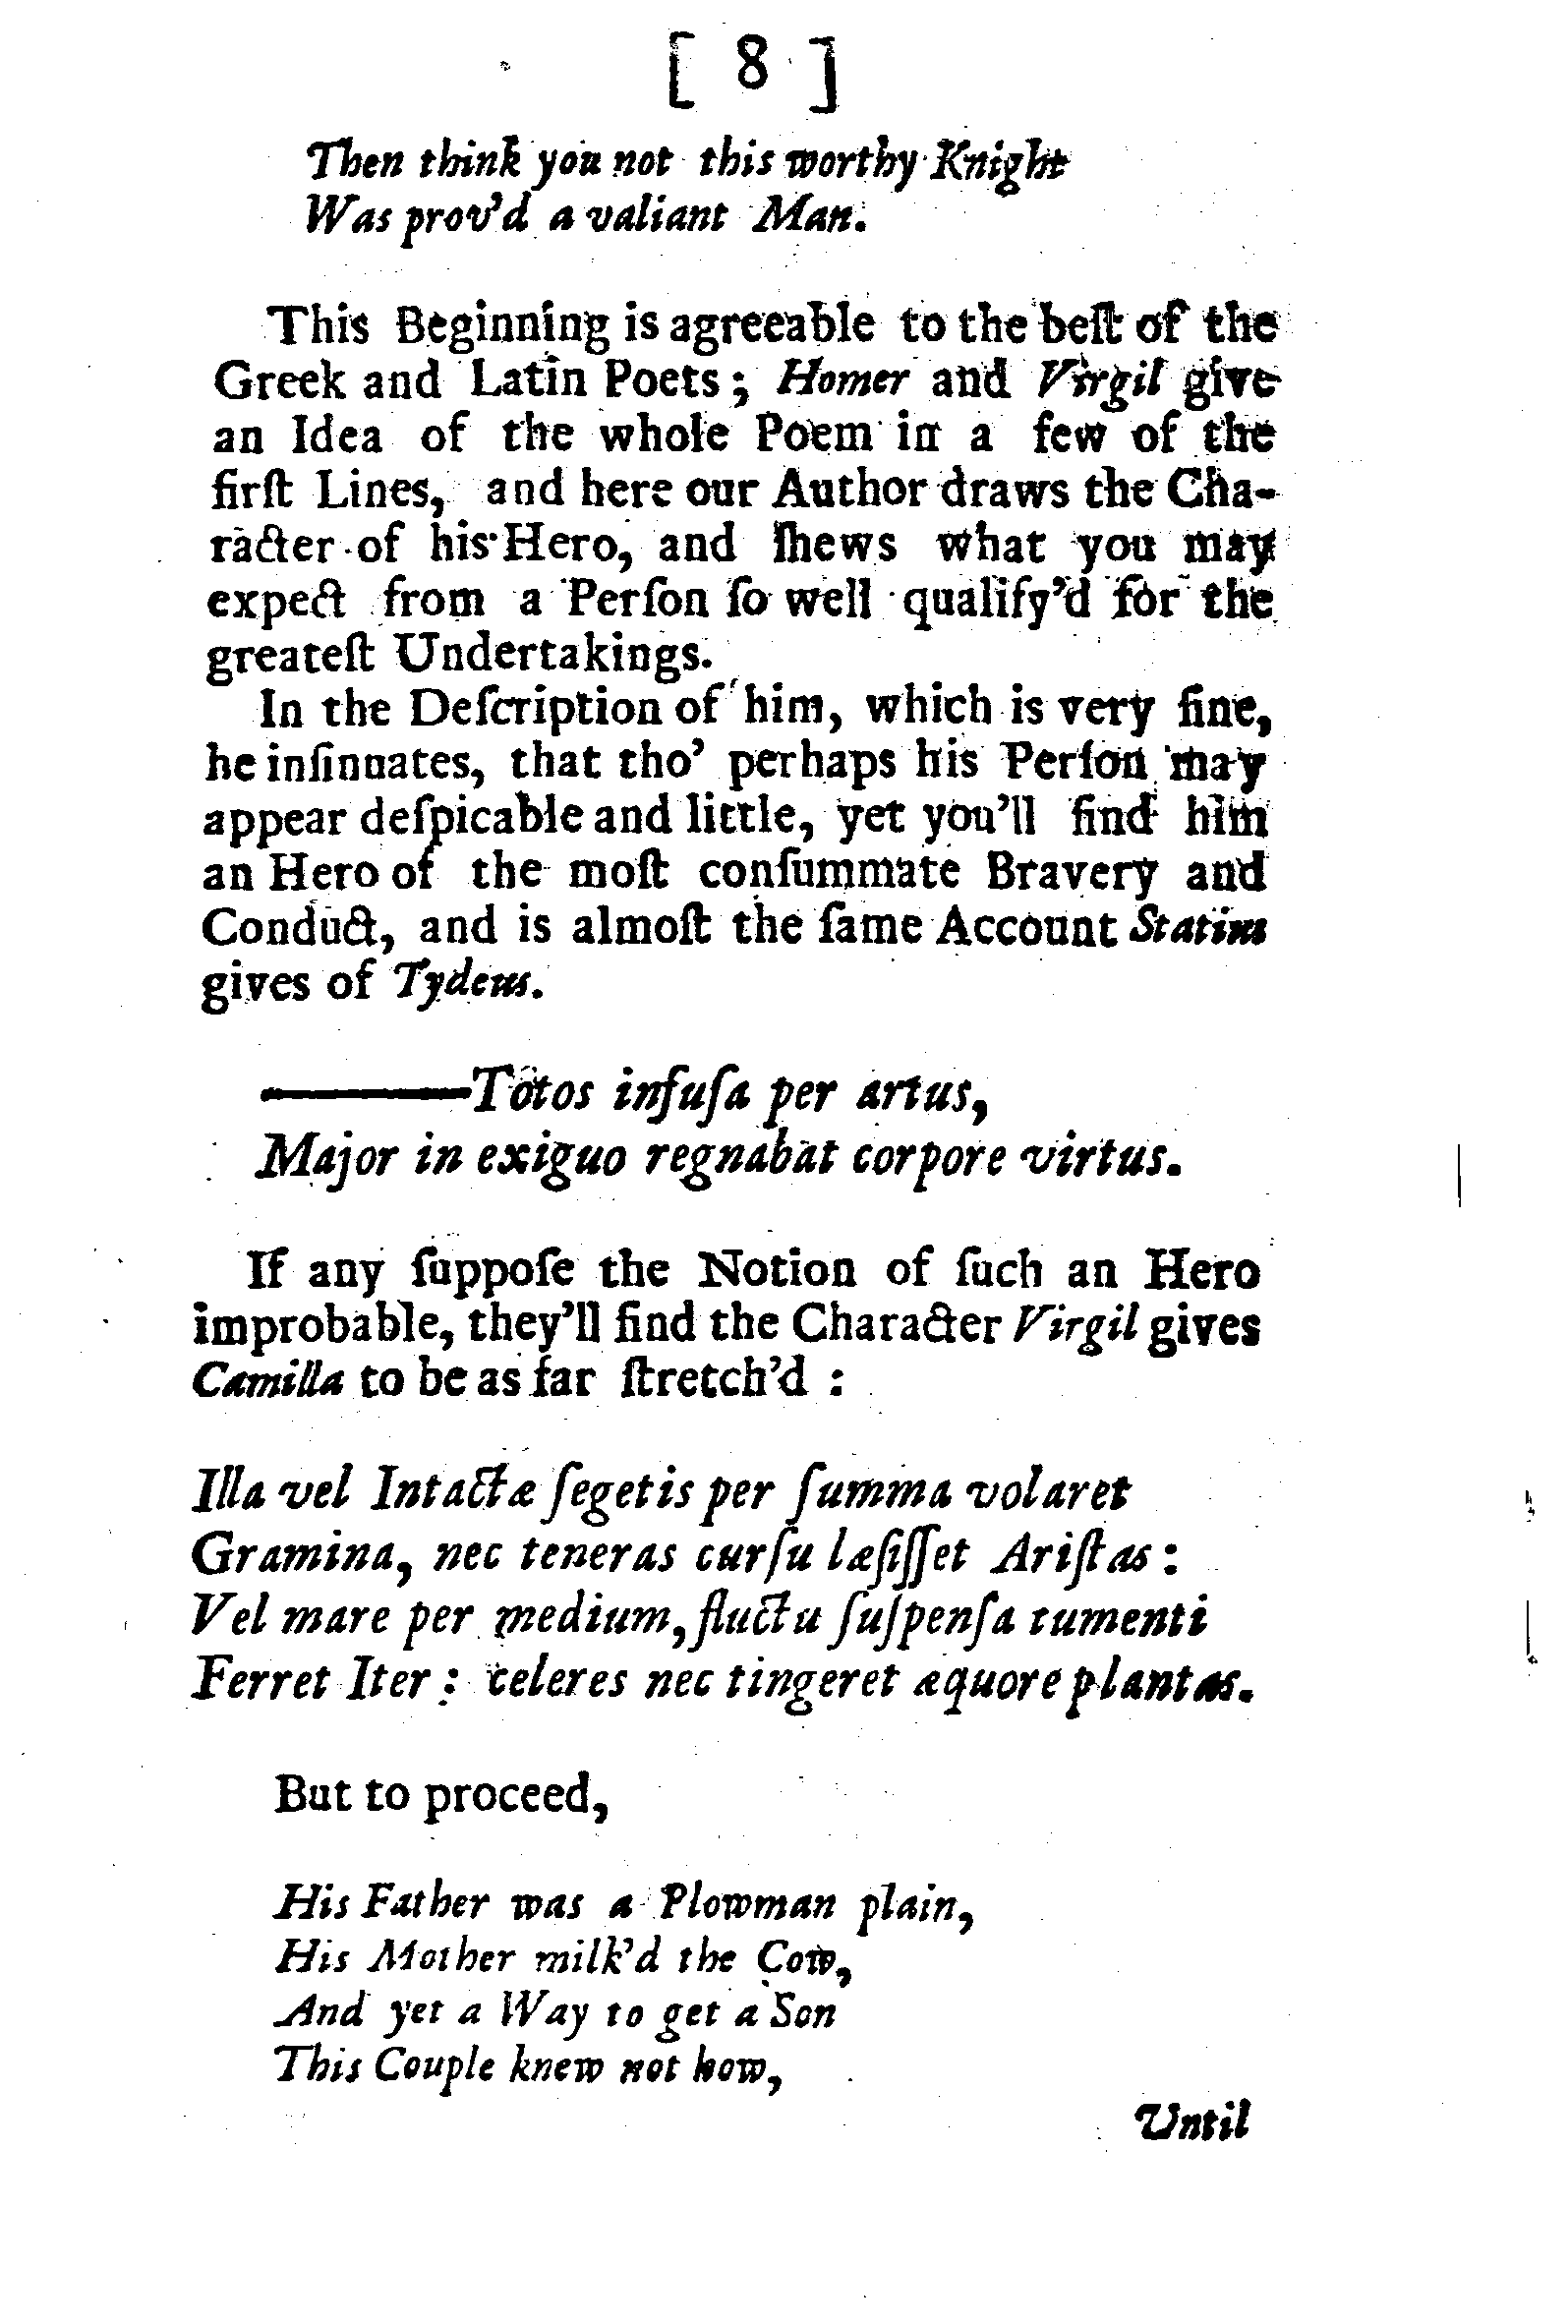 [ 8 ]
Then think you not this worthy Knight
Was prov'd a valiant Man.
This Beginning is agreeable to the beſt of the
Greek and Latin Poets; Homer and Virgil give
an Idea of the whole Poem in a few of the
firſt Lines, and here our Author draws the Cha-
racter of his Hero, and ſhews what you may
expect from a Perſon ſo well qualify'd for the
greateſt Undertakings.
In the Deſcription of him, which is very fine,
he inſinuates, that tho' perhaps his Perſon may
appear deſpicable and little, yet you'll find him
an Hero of the moſt conſummate Bravery and
Conduct, and is almoſt the ſame Account Statius
gives of Tydeus.
———Totos infuſa per artus,
Major in exiguo regnabat corpore virtus.
If any ſuppoſe the Notion of ſuch an Hero
improbable, they'll find the Character Virgil gives
Camilla to be as far ſtretch'd :
Illa vel Intactæ ſegetis per ſumma volaret
Gramina, nec teneras curſu læſiſſet Ariſtas :
Vel mare per medium, fluctu ſuſpenſa tumenti
Ferret Iter : celeres nec tingeret æquore plantas.
But to proceed,
His Father was a Plowman plain,
His Mother milk'd the Cow,
And yet a Way to get a Son
This Couple knew not how,
Until